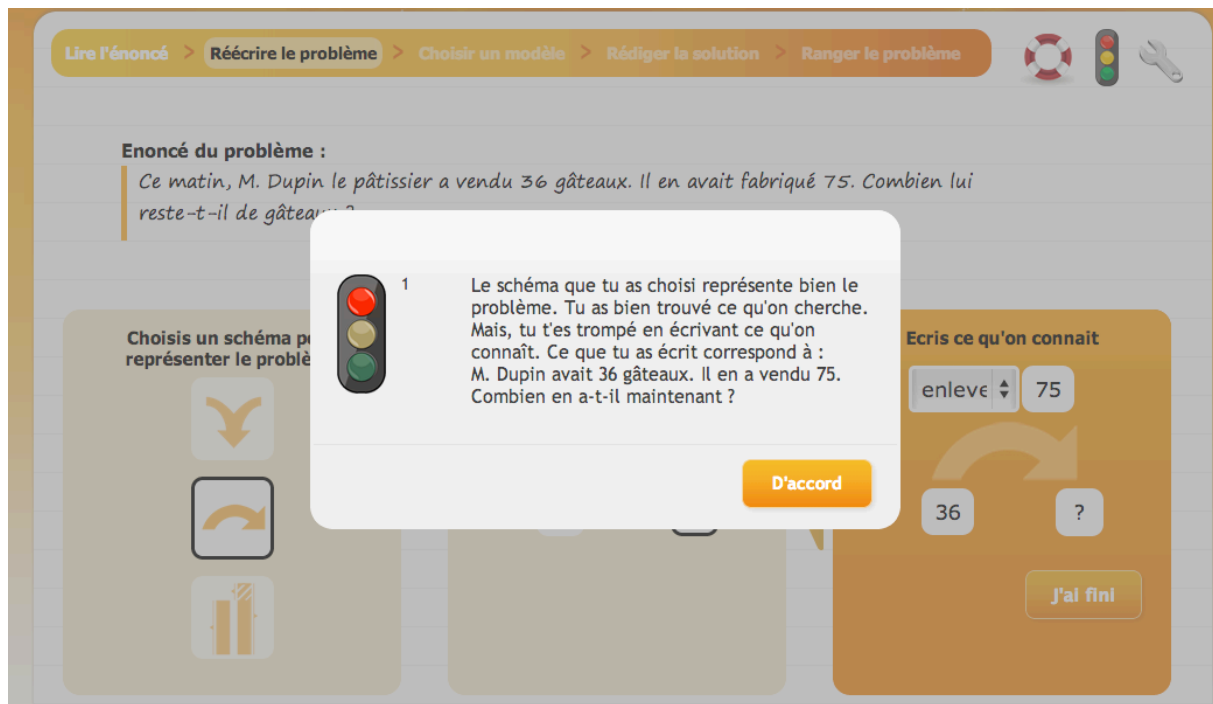 Lire l'énoncé > Réécrire le problème > Choisir un modèle > Rédiger la solution > Ranger le problème
Enoncé du problème :
Ce matin, M. Dupin le pâtissier a vendu 36 gâteaux. Il en avait fabriqué 75. Combien lui
reste-t-il de gâteaux ?
1
Le schéma que tu as choisi représente bien le
problème. Tu as bien trouvé ce qu'on cherche.
Mais, tu t'es trompé en écrivant ce qu'on
connaît. Ce que tu as écrit correspond à :
M. Dupin avait 36 gâteaux. Il en a vendu 75.
Combien en a-t-il maintenant ?
D'accord
Choisis un schéma
représenter le
Ecris ce qu'on connait
enleve 75
36 ?
J'ai fini